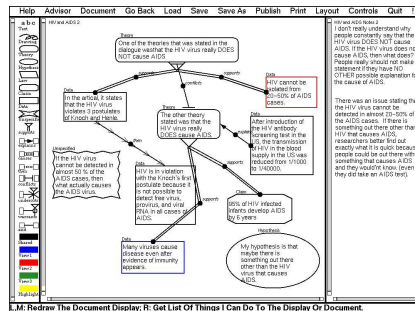 Help Advisor Document Go Back Load Save Save As Publish Print Layout Controls Quit
a b c
Text
HIV and AIDS 2
Theory
One of the theories that was stated in the
dialogue was that the HIV virus really DOES
NOT cause AIDS
supports
conflicts
supports
Data
In the artical, it states
that the HIV virus
violates 3 postulates
of Knoch and Henle.
Theory
The other theory
stated was that the
HIV virus really
DOES cause AIDS.
Data
HIV cannot be
isolated from
20-50% of AIDS
cases.
Data
After introduction of
the HIV antibody
screening test in the
US, the transmission
of HIV in the blood
supply in the US was
reduced from 1/1000
to 1/40000.
Unspecified
If the HIV virus
cannot be detected in
almost 50 % of the
AIDS cases, then
what actually causes
the AIDS virus.
Data
HIV is in violation
with the Knoch's first
postulate because it
is not possible to
detect free virus,
provirus, and viral
RNA in all cases of
AIDS.
supports
supports
Claim
95% of HIV infected
infants develop AIDS
by 6 years
Data
Many viruses cause
disease even after
evidence of immunity
appears.
Hypothesis
My hypothesis is that
maybe there is
something out there
other than the HIV
virus that causes
AIDS.
HIV and AIDS Notes 2
I don't really understand why
people constantly say that the
HIV virus DOES NOT cause
AIDS. If the HIV virus does not
cause AIDS, then what does?
People really should not make
statement if they have NO
OTHER possible explanation fo
the cause of AIDS.
There was an issue stating tha
the HIV virus cannot be
detected in almost 20-50% of
the AIDS cases. If there is
something out there other than
HIV that causes AIDS,
researchers better find out
exactly what it is quick becaus
people could be out there with
something that causes AIDS
and they would'nt know. (even
they did take an AIDS test).
L,M: Redraw The Document Display; R: Get List Of Things I Can Do To The Display Or Document.